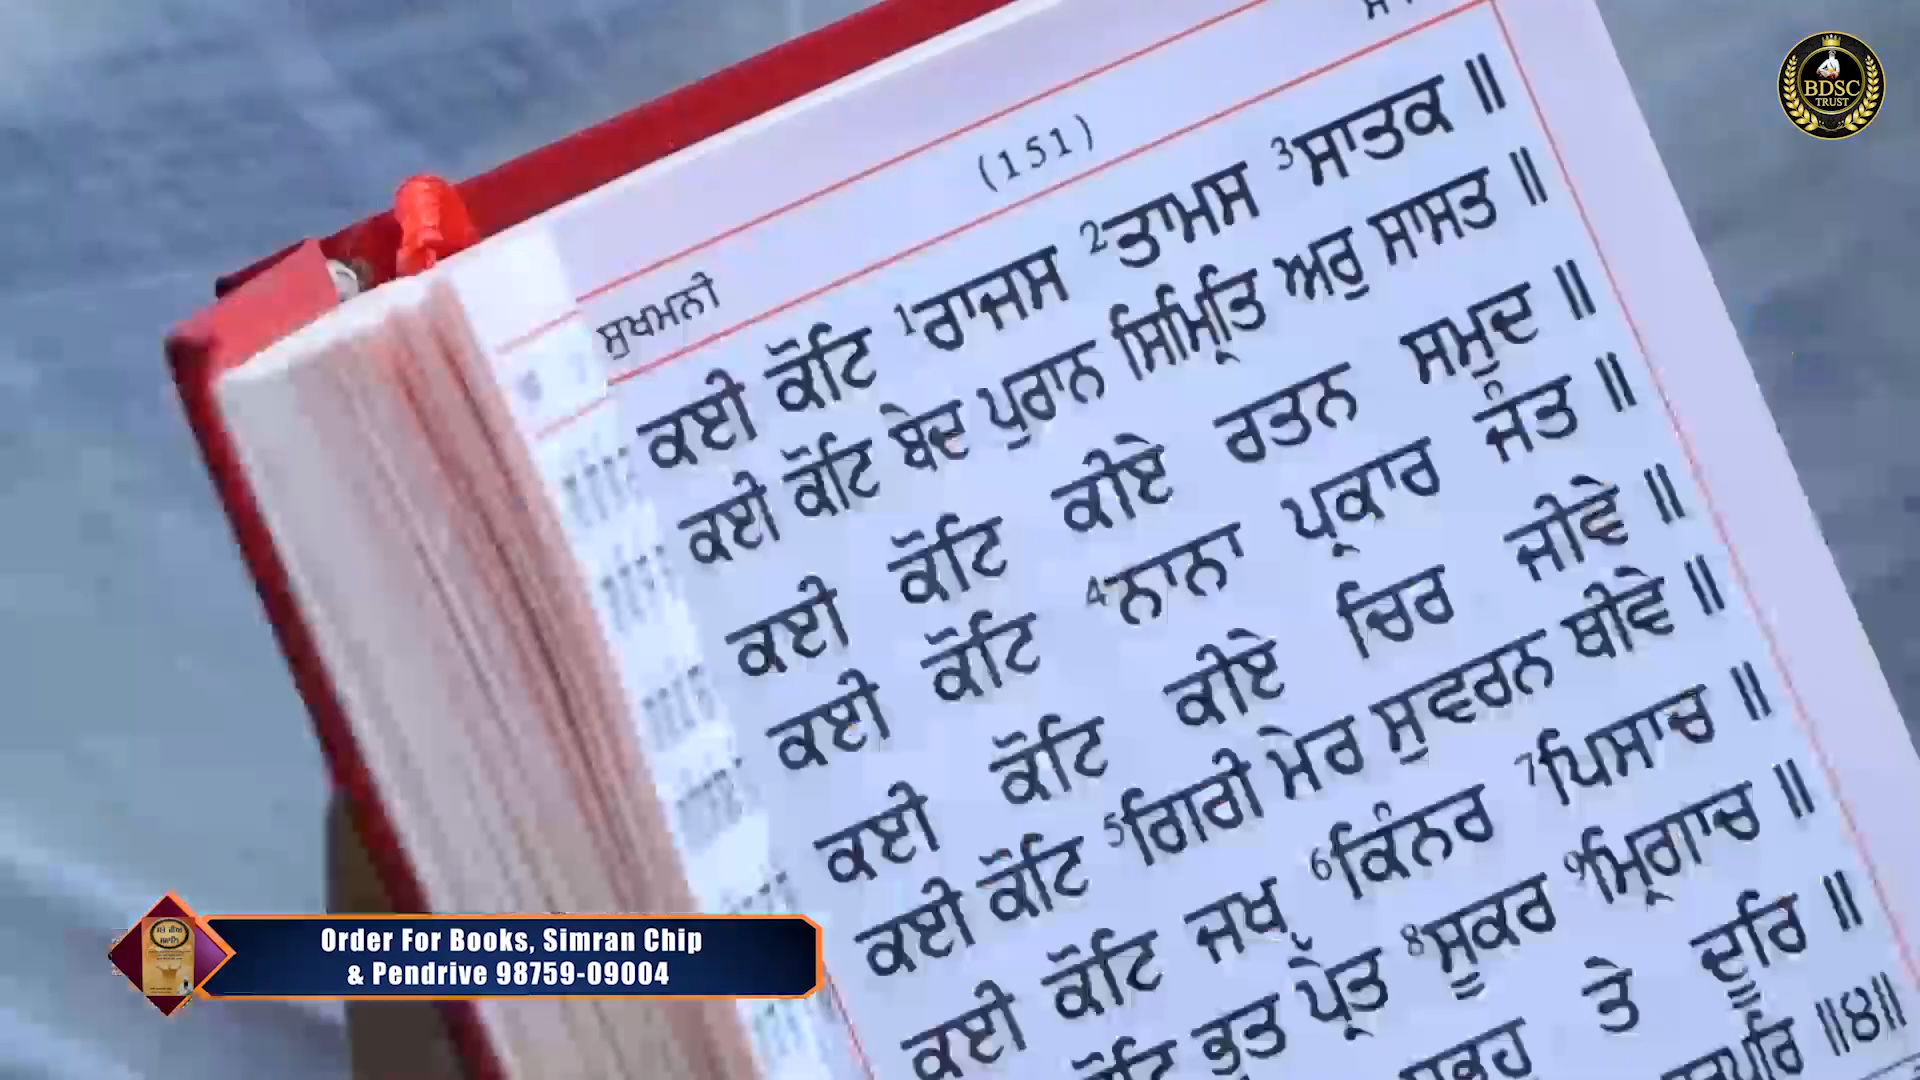 BDSC
TRUST
(151)
ਸੁਖਮਨੀ
ਕਈ ਕੋਟਿ ¹ਰਾਜਸ ²ਤਾਮਸ ³ਸਾਤਕ ॥
ਕਈ ਕੋਟਿ ਬੇਦ ਪੁਰਾਨ ਸਿਮ੍ਰਿਤਿ ਅਰੁ ਸਾਸਤ ॥
ਕਈ ਕੋਟਿ ਕੀਏ ਰਤਨ ਸਮੁਦ ॥
ਕਈ ਕੋਟਿ ⁴ਨਾਨਾ ਪ੍ਰਕਾਰ ਜੰਤ ॥
ਕਈ ਕੋਟਿ ਕੀਏ ਚਿਰ ਜੀਵੇ ॥
ਕਈ ਕੋਟਿ ⁵ਗਿਰੀ ਮੇਰ ਸੁਵਰਨ ਥੀਵੇ ॥
ਕਈ ਕੋਟਿ ਜਖ੍ਯ ⁶ਕਿੰਨਰ ⁷ਪਿਸਾਚ ॥
ਕੋਟਿ ਭੂਤ ਪ੍ਰੇਤ ⁸ਸੂਕਰ ⁹ਮ੍ਰਿਗਾਚ ॥
ਤੇ ਦੂਰਿ ॥
॥੪॥
Order For Books, Simran Chip
& Pendrive 98759-09004